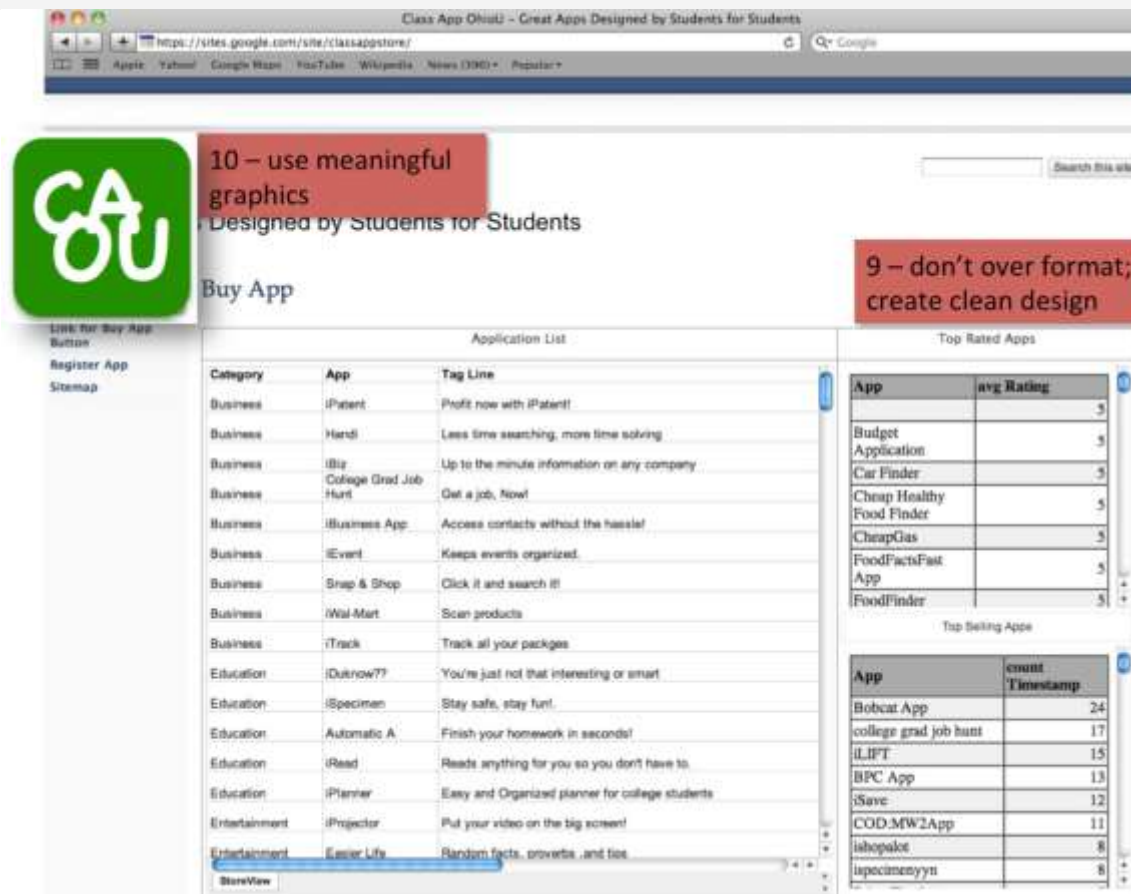 Class App OhioU – Great Apps Designed by Students for Students
https://sites.google.com/site/classappstore/
Google
Apple Yahoo! Google Maps YouTube Wikipedia News (300) Popular
CA
OU
10 – use meaningful
graphics
Search this site
Designed by Students for Students
9 – don't over format;
create clean design
Buy App
Link for Buy App
Button
Register App
Sitemap
Application List
Category App Tag Line
Business iPatent Profit now with iPatent!
Business Handi Less time searching, more time solving
Business iBiz Up to the minute information on any company
College Grad Job
Business Hunt Get a job, Now!
Business iBusiness App Access contacts without the hassle!
Business iEvent Keeps events organized.
Business Snap & Shop Click it and search it!
Business iWal-Mart Scan products
Business iTrack Track all your packges
Education iDuknow?? You're just not that interesting or smart
Education iSpecimen Stay safe, stay fun!.
Education Automatic A Finish your homework in seconds!
Education iRead Reads anything for you so you don't have to.
Education iPlanner Easy and Organized planner for college students
Entertainment iProjector Put your video on the big screen!
Entertainment Easier Life Random facts, proverbs ,and tips
StoreView
Top Rated Apps
App avg Rating
5
Budget
Application 5
Car Finder 5
Cheap Healthy
Food Finder 5
CheapGas 5
FoodFactsFast
App 5
FoodFinder 5
Top Selling Apps
App count
Timestamp
Bobcat App 24
college grad job hunt 17
iLIFT 15
BPC App 13
iSave 12
COD:MW2App 11
ishopalot 8
ispecimenyyn 8